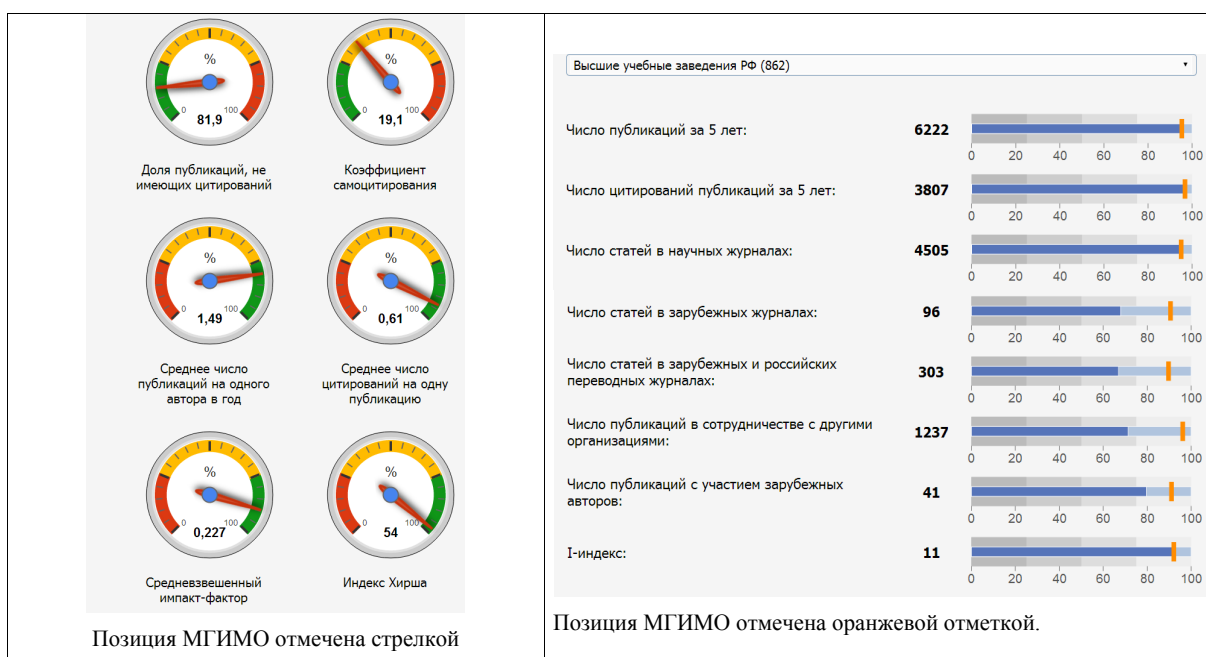 %
0 100
81,9
Доля публикаций, не
имеющих цитирований
%
0 100
19,1
Коэффициент
самоцитирования
%
0 100
1,49
Среднее число
публикаций на одного
автора в год
%
0 100
0,61
Среднее число
цитирований на одну
публикацию
%
0 100
0,227
Средневзвешенный
импакт-фактор
%
0 100
54
Индекс Хирша
Позиция МГИМО отмечена стрелкой
Высшие учебные заведения РФ (862)
Число публикаций за 5 лет: 6222
0 20 40 60 80 100
Число цитирований публикаций за 5 лет: 3807
0 20 40 60 80 100
Число статей в научных журналах: 4505
0 20 40 60 80 100
Число статей в зарубежных журналах: 96
0 20 40 60 80 100
Число статей в зарубежных и российских
переводных журналах: 303
0 20 40 60 80 100
Число публикаций в сотрудничестве с другими
организациями: 1237
0 20 40 60 80 100
Число публикаций с участием зарубежных
авторов: 41
0 20 40 60 80 100
I-индекс: 11
0 20 40 60 80 100
Позиция МГИМО отмечена оранжевой отметкой.